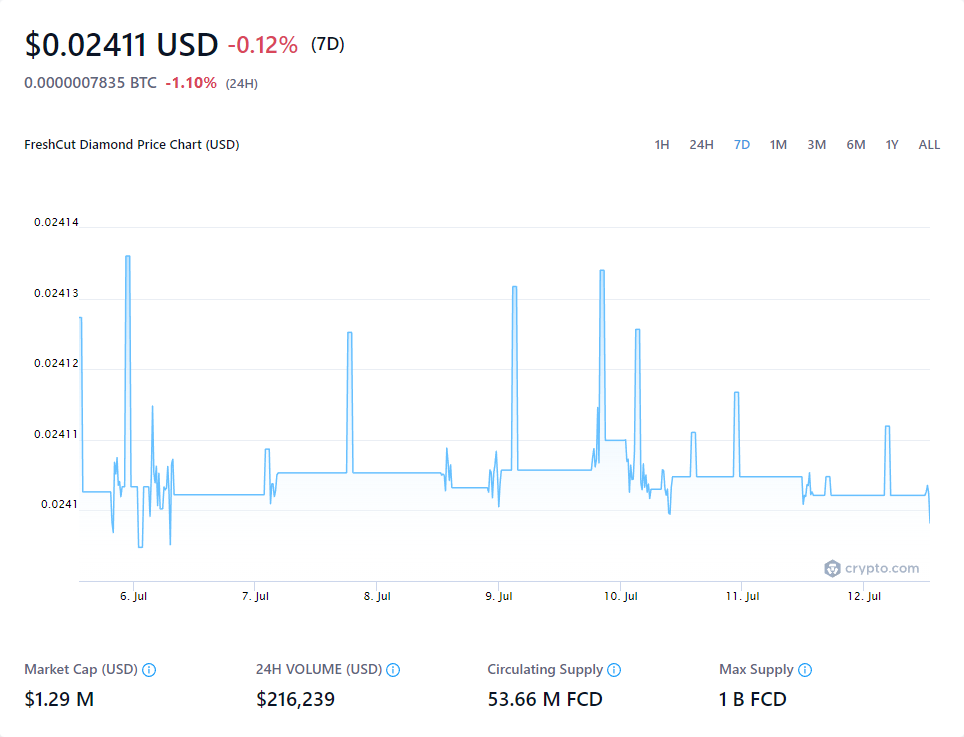 $0.02411 USD -0.12% (7D)
0.0000007835 BTC -1.10% (24H)
FreshCut Diamond Price Chart (USD) 1H 24H 7D 1M 3M 6M 1Y ALL
0.02414
0.02413
0.02412
0.02411
0.0241
crypto.com
6. Jul 7. Jul 8. Jul 9. Jul 10. Jul 11. Jul 12. Jul
Market Cap (USD) 24H VOLUME (USD) Circulating Supply Max Supply
$1.29 M $216,239 53.66 M FCD 1 B FCD